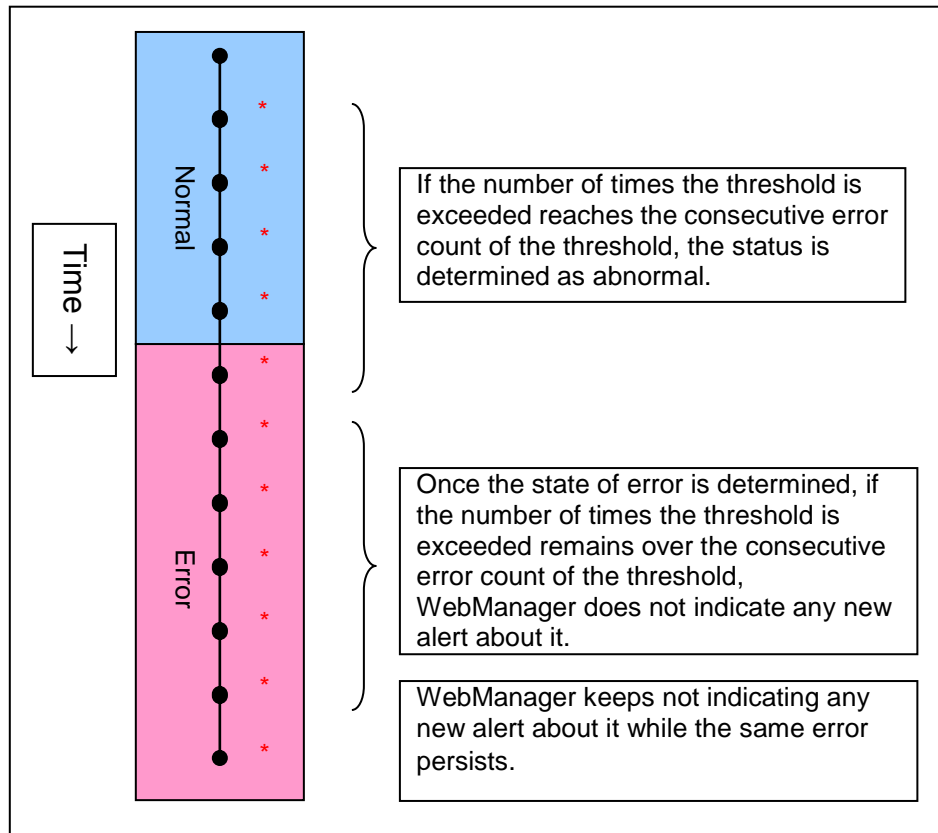 Time →
Normal
Error
*
*
*
*
*
*
*
*
*
*
*
If the number of times the threshold is
exceeded reaches the consecutive error
count of the threshold, the status is
determined as abnormal.
Once the state of error is determined, if
the number of times the threshold is
exceeded remains over the consecutive
error count of the threshold,
WebManager does not indicate any new
alert about it.
WebManager keeps not indicating any
new alert about it while the same error
persists.